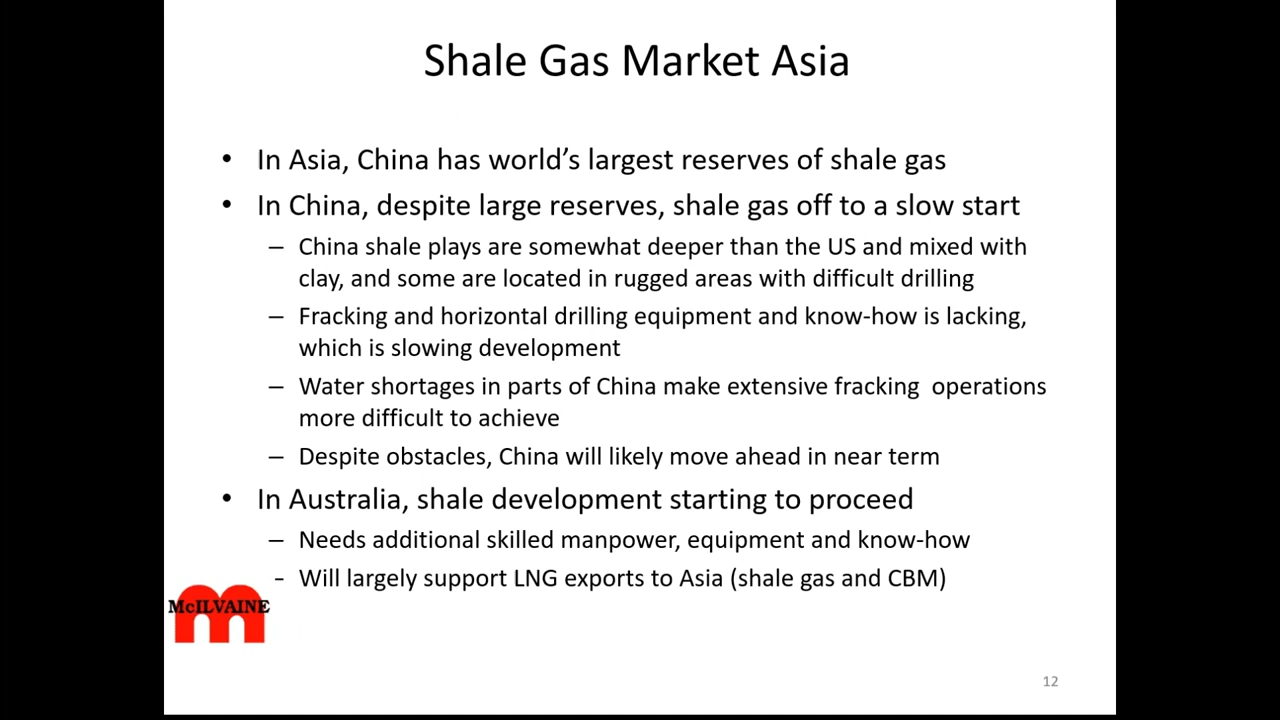 Shale Gas Market Asia
• In Asia, China has world’s largest reserves of shale gas
• In China, despite large reserves, shale gas off to a slow start
– China shale plays are somewhat deeper than the US and mixed with
clay, and some are located in rugged areas with difficult drilling
– Fracking and horizontal drilling equipment and know-how is lacking,
which is slowing development
– Water shortages in parts of China make extensive fracking  operations
more difficult to achieve
– Despite obstacles, China will likely move ahead in near term
• In Australia, shale development starting to proceed
– Needs additional skilled manpower, equipment and know-how
- Will largely support LNG exports to Asia (shale gas and CBM)
McILVAINE
12